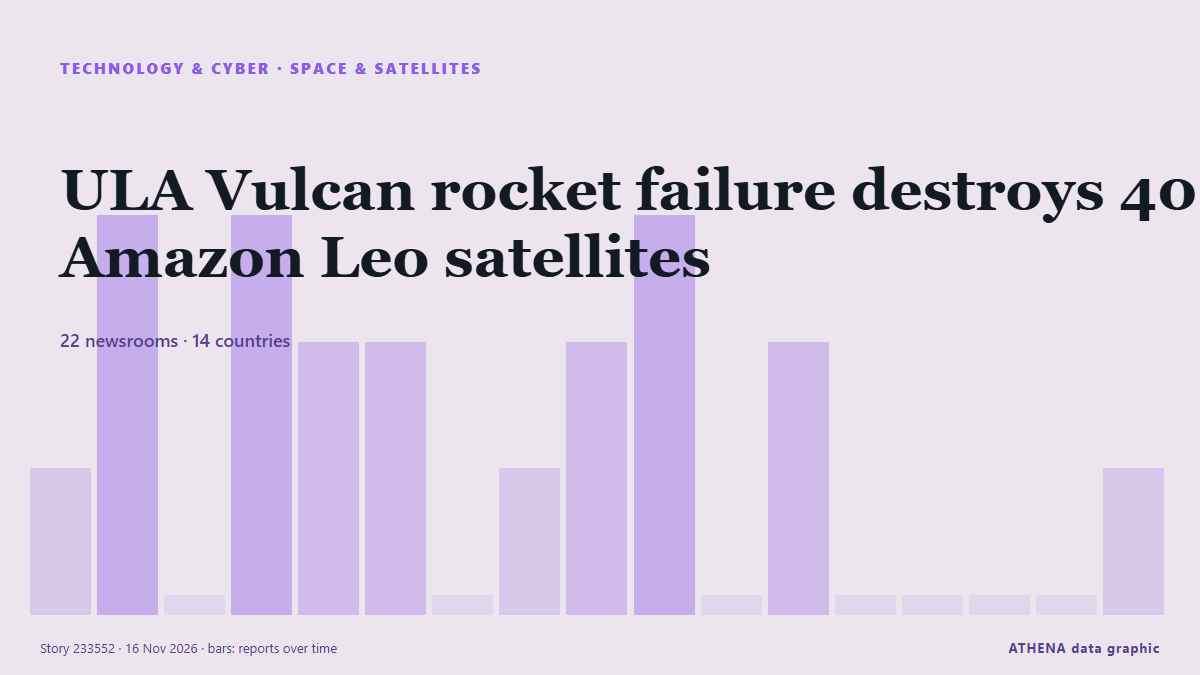 TECHNOLOGY & CYBER · SPACE & SATELLITES
ULA Vulcan rocket failure destroys 40
Amazon Leo satellites
22 newsrooms · 14 countries
Story 233552 · 16 Nov 2026 · bars: reports over time
ATHENA data graphic